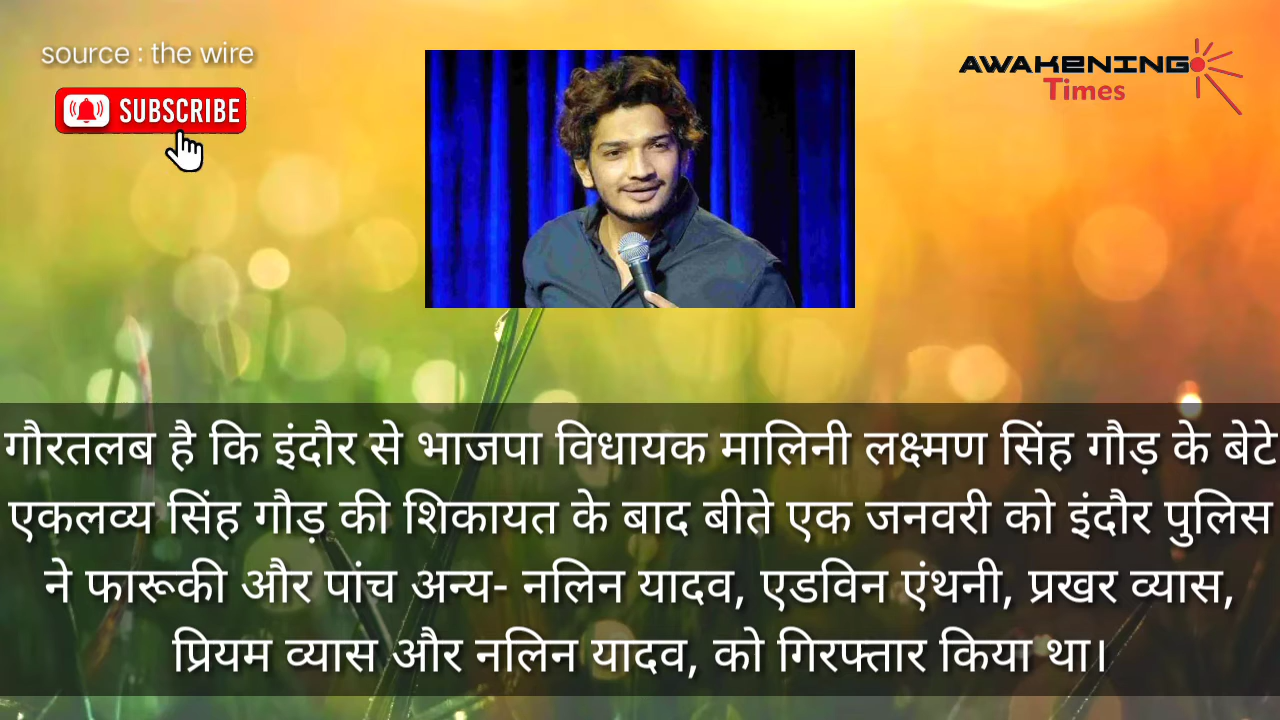 source : the wire
SUBSCRIBE
AWAKENING
Times
गौरतलब है कि इंदौर से भाजपा विधायक मालिनी लक्ष्मण सिंह गौड़ के बेटे
एकलव्य सिंह गौड़ की शिकायत के बाद बीते एक जनवरी को इंदौर पुलिस
ने फारूकी और पांच अन्य- नलिन यादव, एडविन एंथनी, प्रखर व्यास,
प्रियम व्यास और नलिन यादव, को गिरफ्तार किया था।